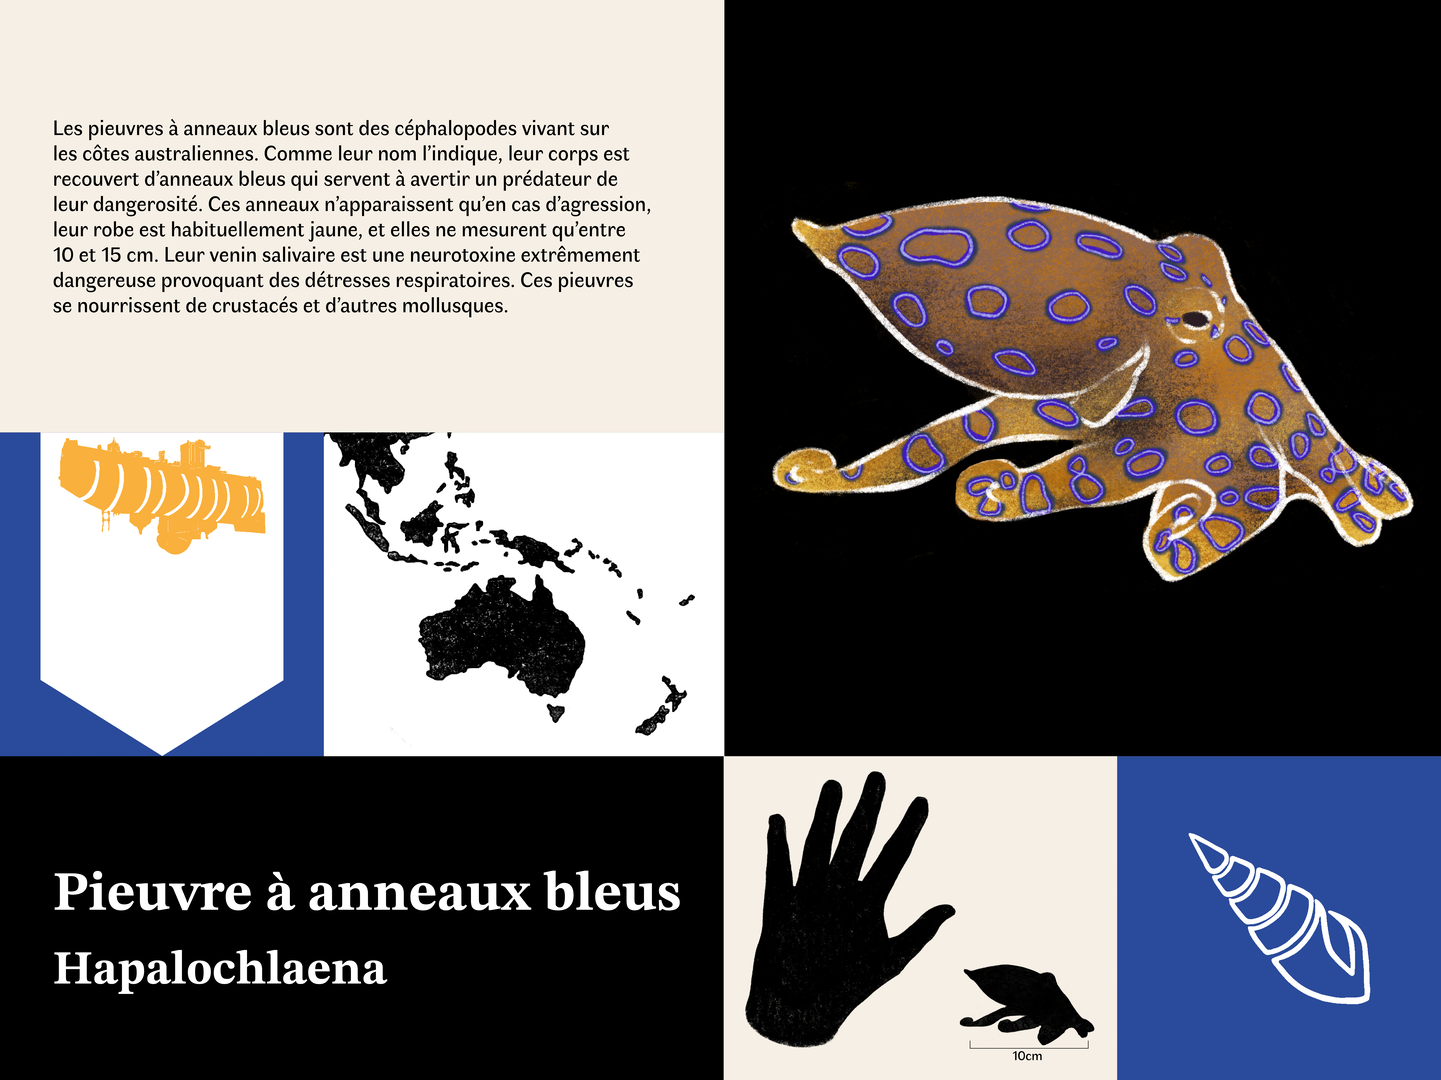 Les pieuvres à anneaux bleus sont des céphalopodes vivant sur
les côtes australiennes. Comme leur nom l’indique, leur corps est
recouvert d’anneaux bleus qui servent à avertir un prédateur de
leur dangerosité. Ces anneaux n’apparaissent qu’en cas d’agression,
leur robe est habituellement jaune, et elles ne mesurent qu’entre
10 et 15 cm. Leur venin salivaire est une neurotoxine extrêmement
dangereuse provoquant des détresses respiratoires. Ces pieuvres
se nourrissent de crustacés et d’autres mollusques.
Pieuvre à anneaux bleus
Hapalochlaena
10cm